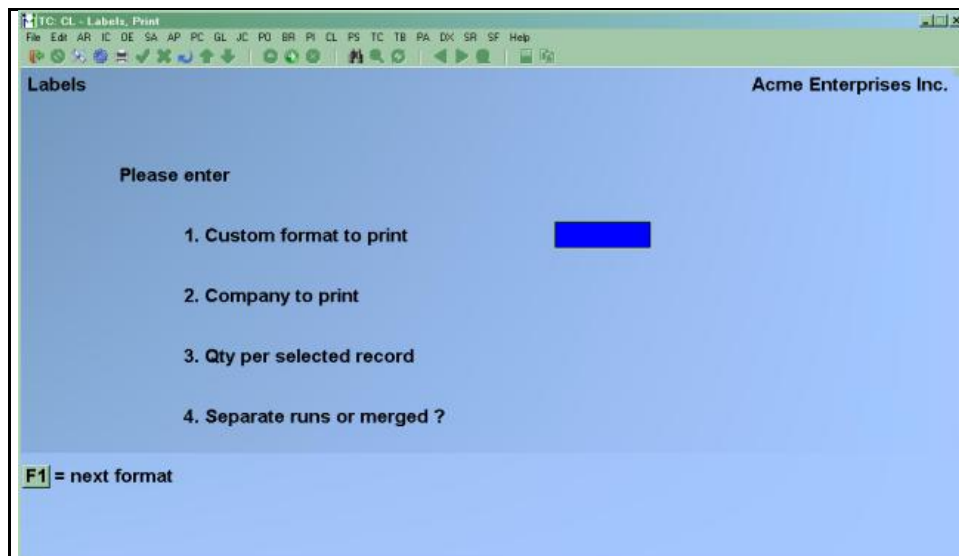 TC: CL - Labels, Print
File Edit AR IC OE SA AP PC GL JC PO BR PI CL PS TC TB PA DX SR SF Help
Labels
Acme Enterprises Inc.
Please enter
1. Custom format to print
2. Company to print
3. Qty per selected record
4. Separate runs or merged ?
F1 = next format